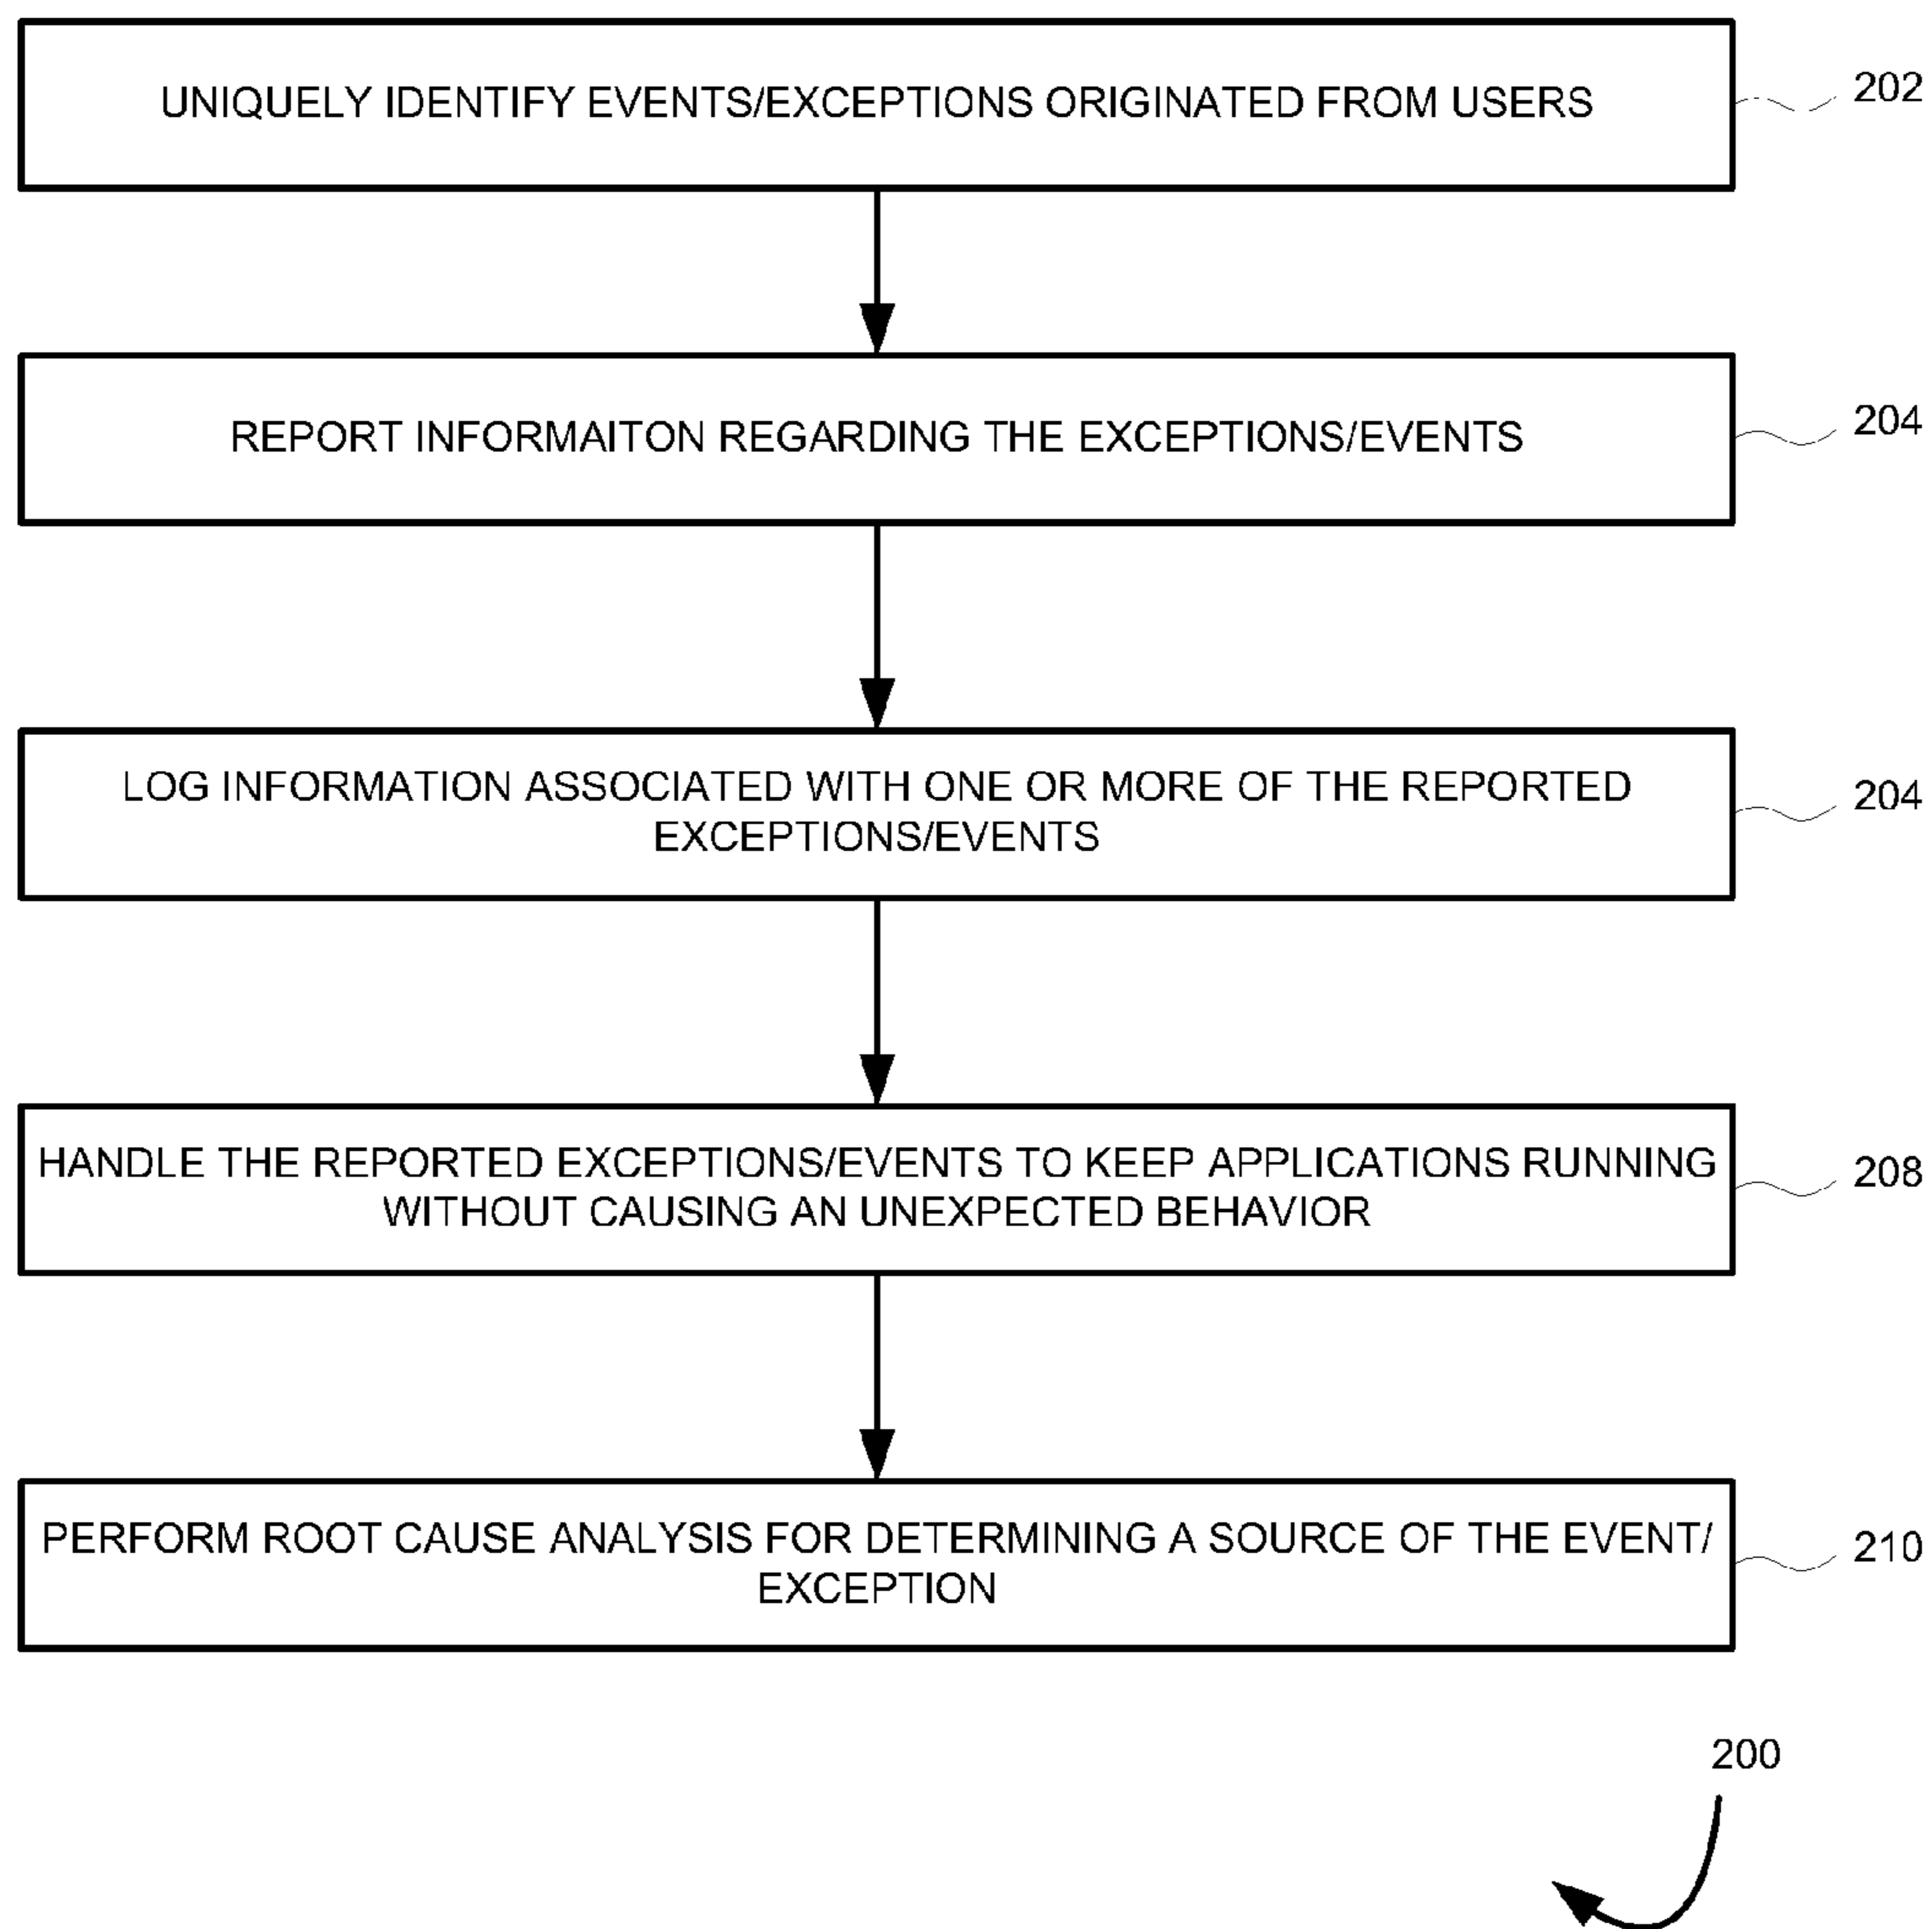 UNIQUELY IDENTIFY EVENTS/EXCEPTIONS ORIGINATED FROM USERS
202
REPORT INFORMAITON REGARDING THE EXCEPTIONS/EVENTS
204
LOG INFORMATION ASSOCIATED WITH ONE OR MORE OF THE REPORTED
EXCEPTIONS/EVENTS
204
HANDLE THE REPORTED EXCEPTIONS/EVENTS TO KEEP APPLICATIONS RUNNING
WITHOUT CAUSING AN UNEXPECTED BEHAVIOR
208
PERFORM ROOT CAUSE ANALYSIS FOR DETERMINING A SOURCE OF THE EVENT/
EXCEPTION
210
200